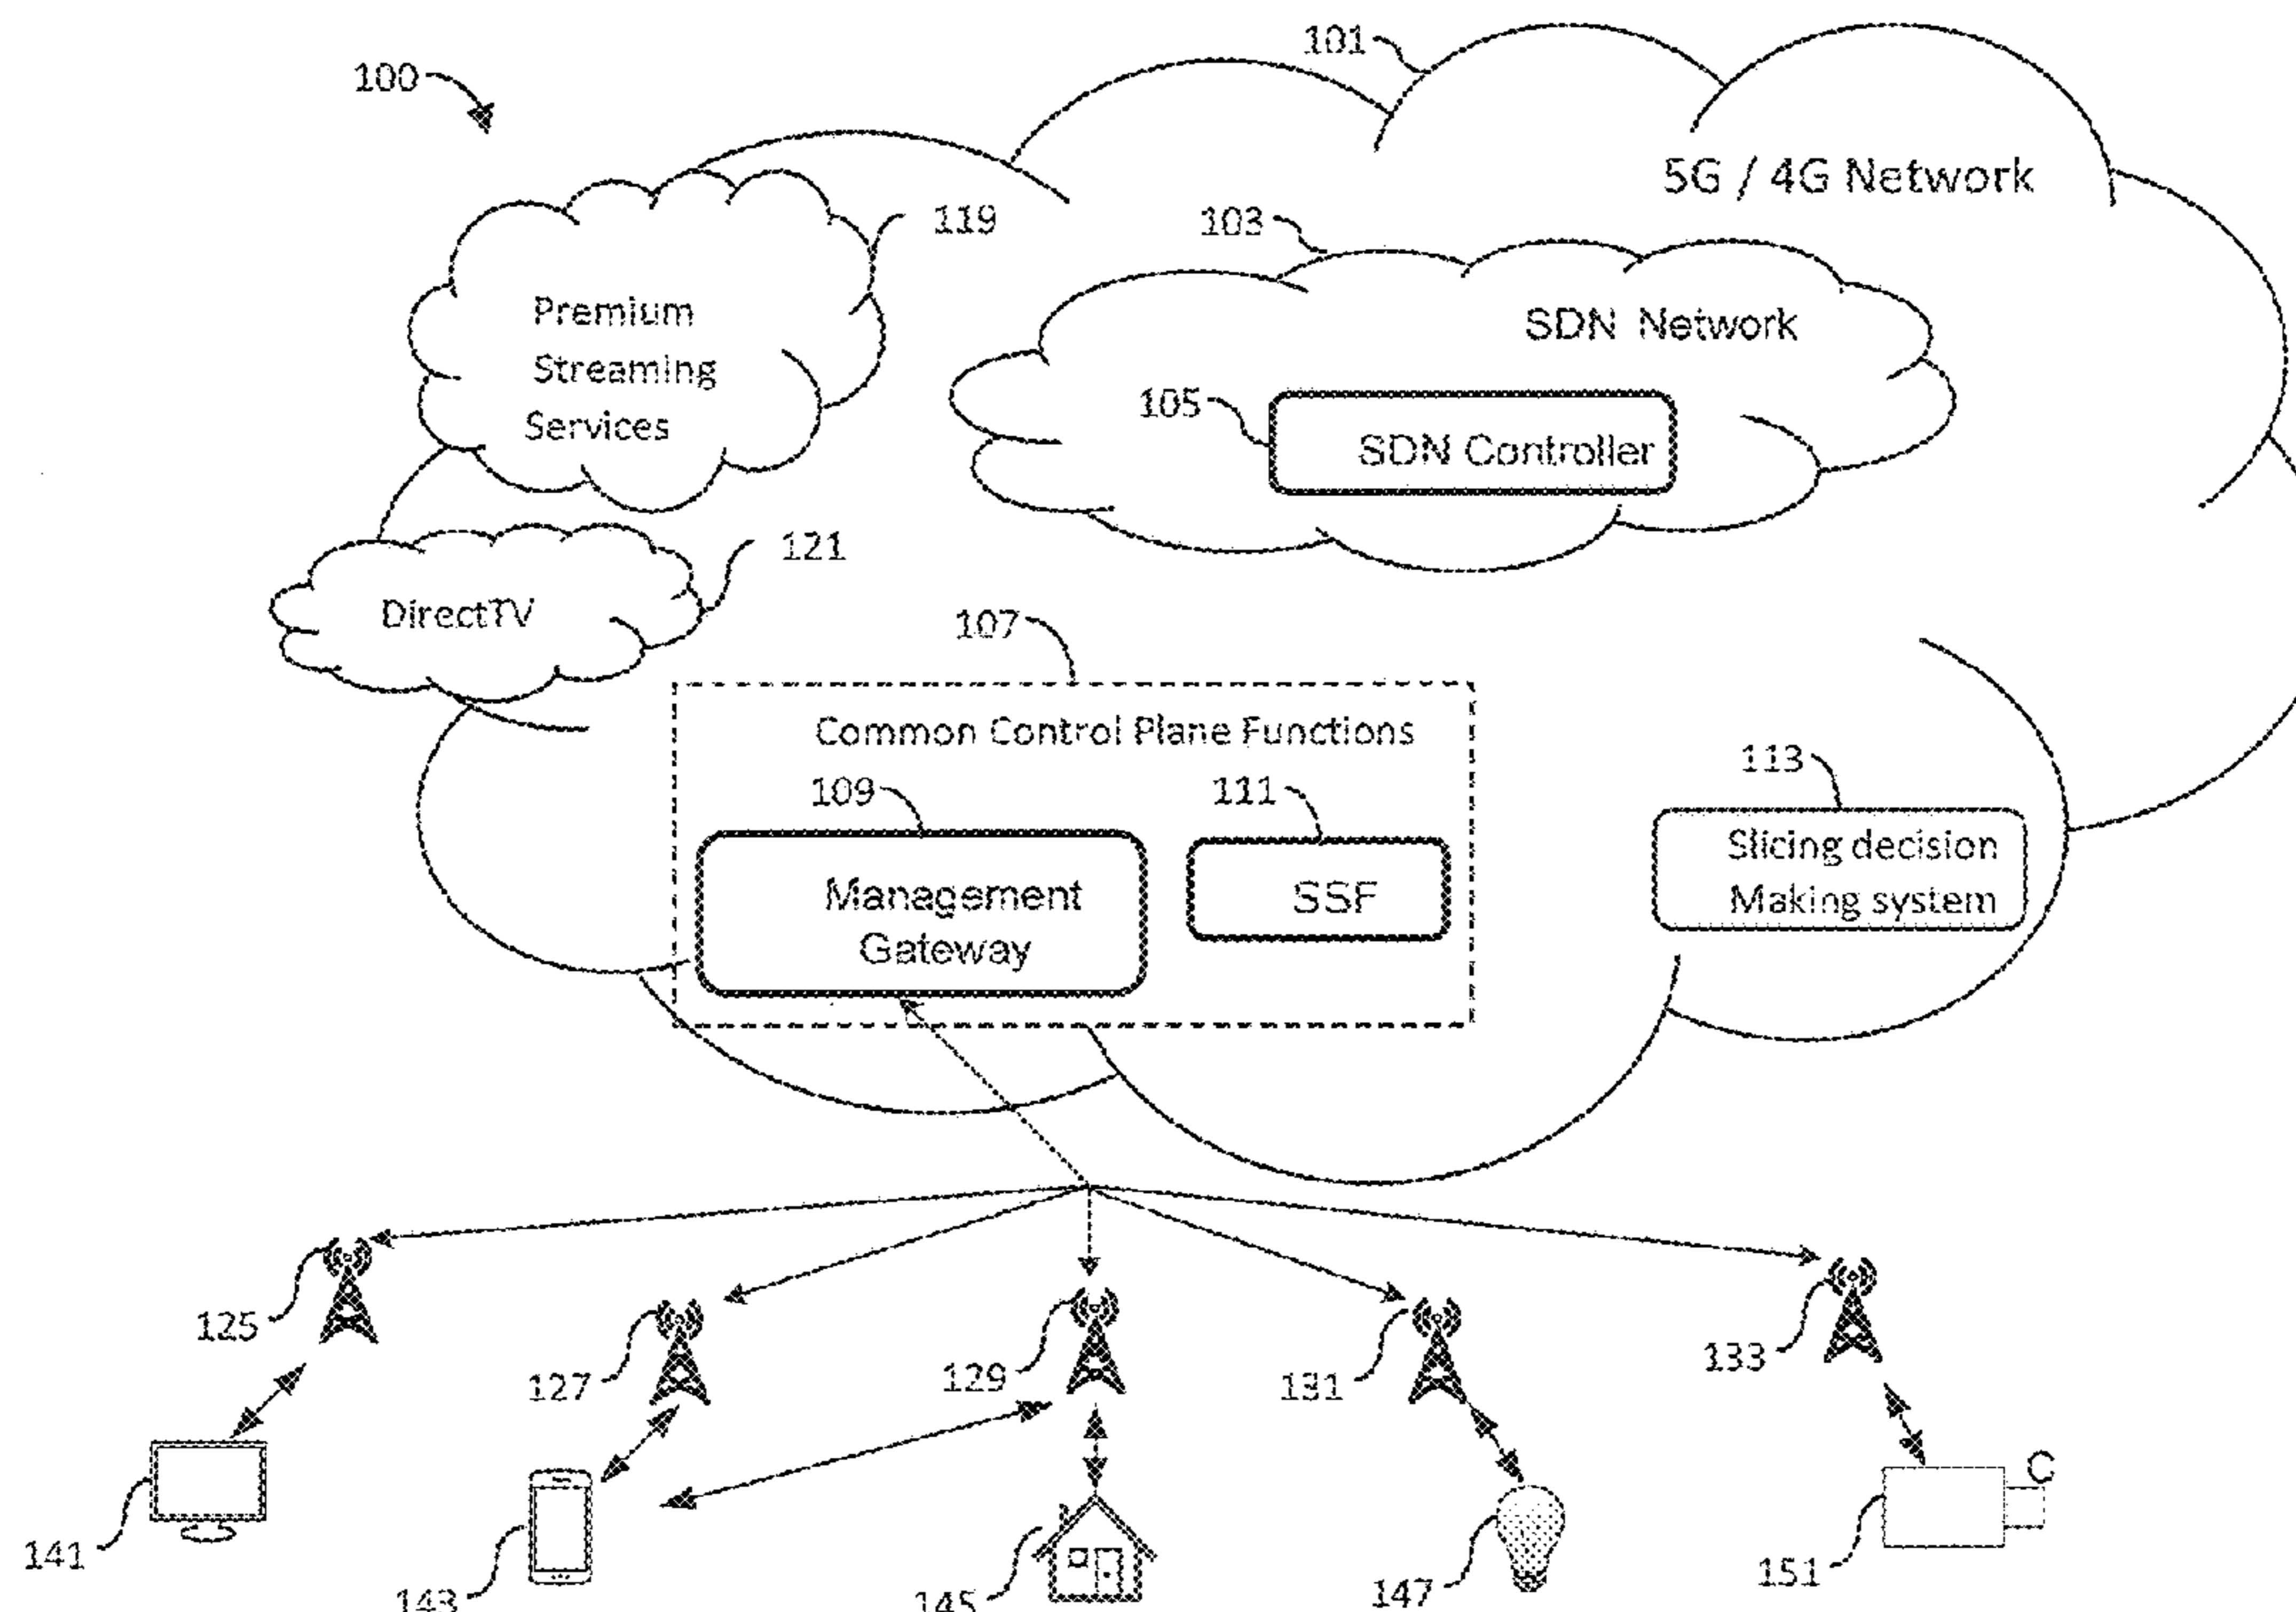 101
100
5G / 4G Network
119
103
Premium
Streaming
Services
SDN Network
105
SDN Controller
121
DirectTV
107
Common Control Plane Functions
113
109
111
Slicing decision
Making system
Management
Gateway
SSF
125
127
129
131
133
C
141
143
145
147
151